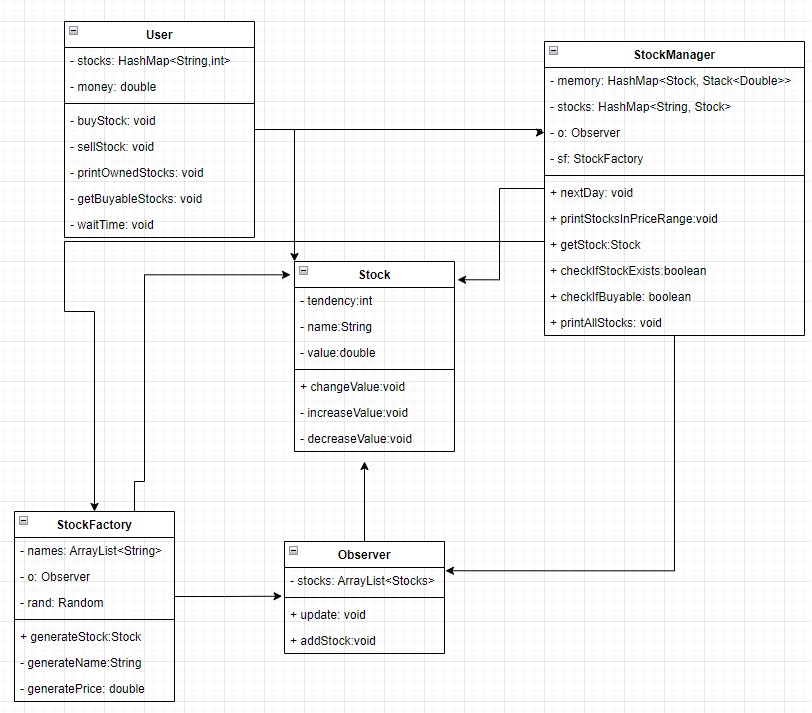 User
- stocks: HashMap<String,int>
- money: double
- buyStock: void
- sellStock: void
- printOwnedStocks: void
- getBuyableStocks: void
- waitTime: void
StockManager
- memory: HashMap<Stock, Stack<Double>>
- stocks: HashMap<String, Stock>
- o: Observer
- sf: StockFactory
+ nextDay: void
+ printStocksInPriceRange:void
+ getStock:Stock
+ checkIfStockExists:boolean
+ checkIfBuyable: boolean
+ printAllStocks: void
Stock
- tendency:int
- name:String
- value:double
+ changeValue:void
- increaseValue:void
- decreaseValue:void
StockFactory
- names: ArrayList<String>
- o: Observer
- rand: Random
+ generateStock:Stock
- generateName:String
- generatePrice: double
Observer
- stocks: ArrayList<Stocks>
+ update: void
+ addStock:void